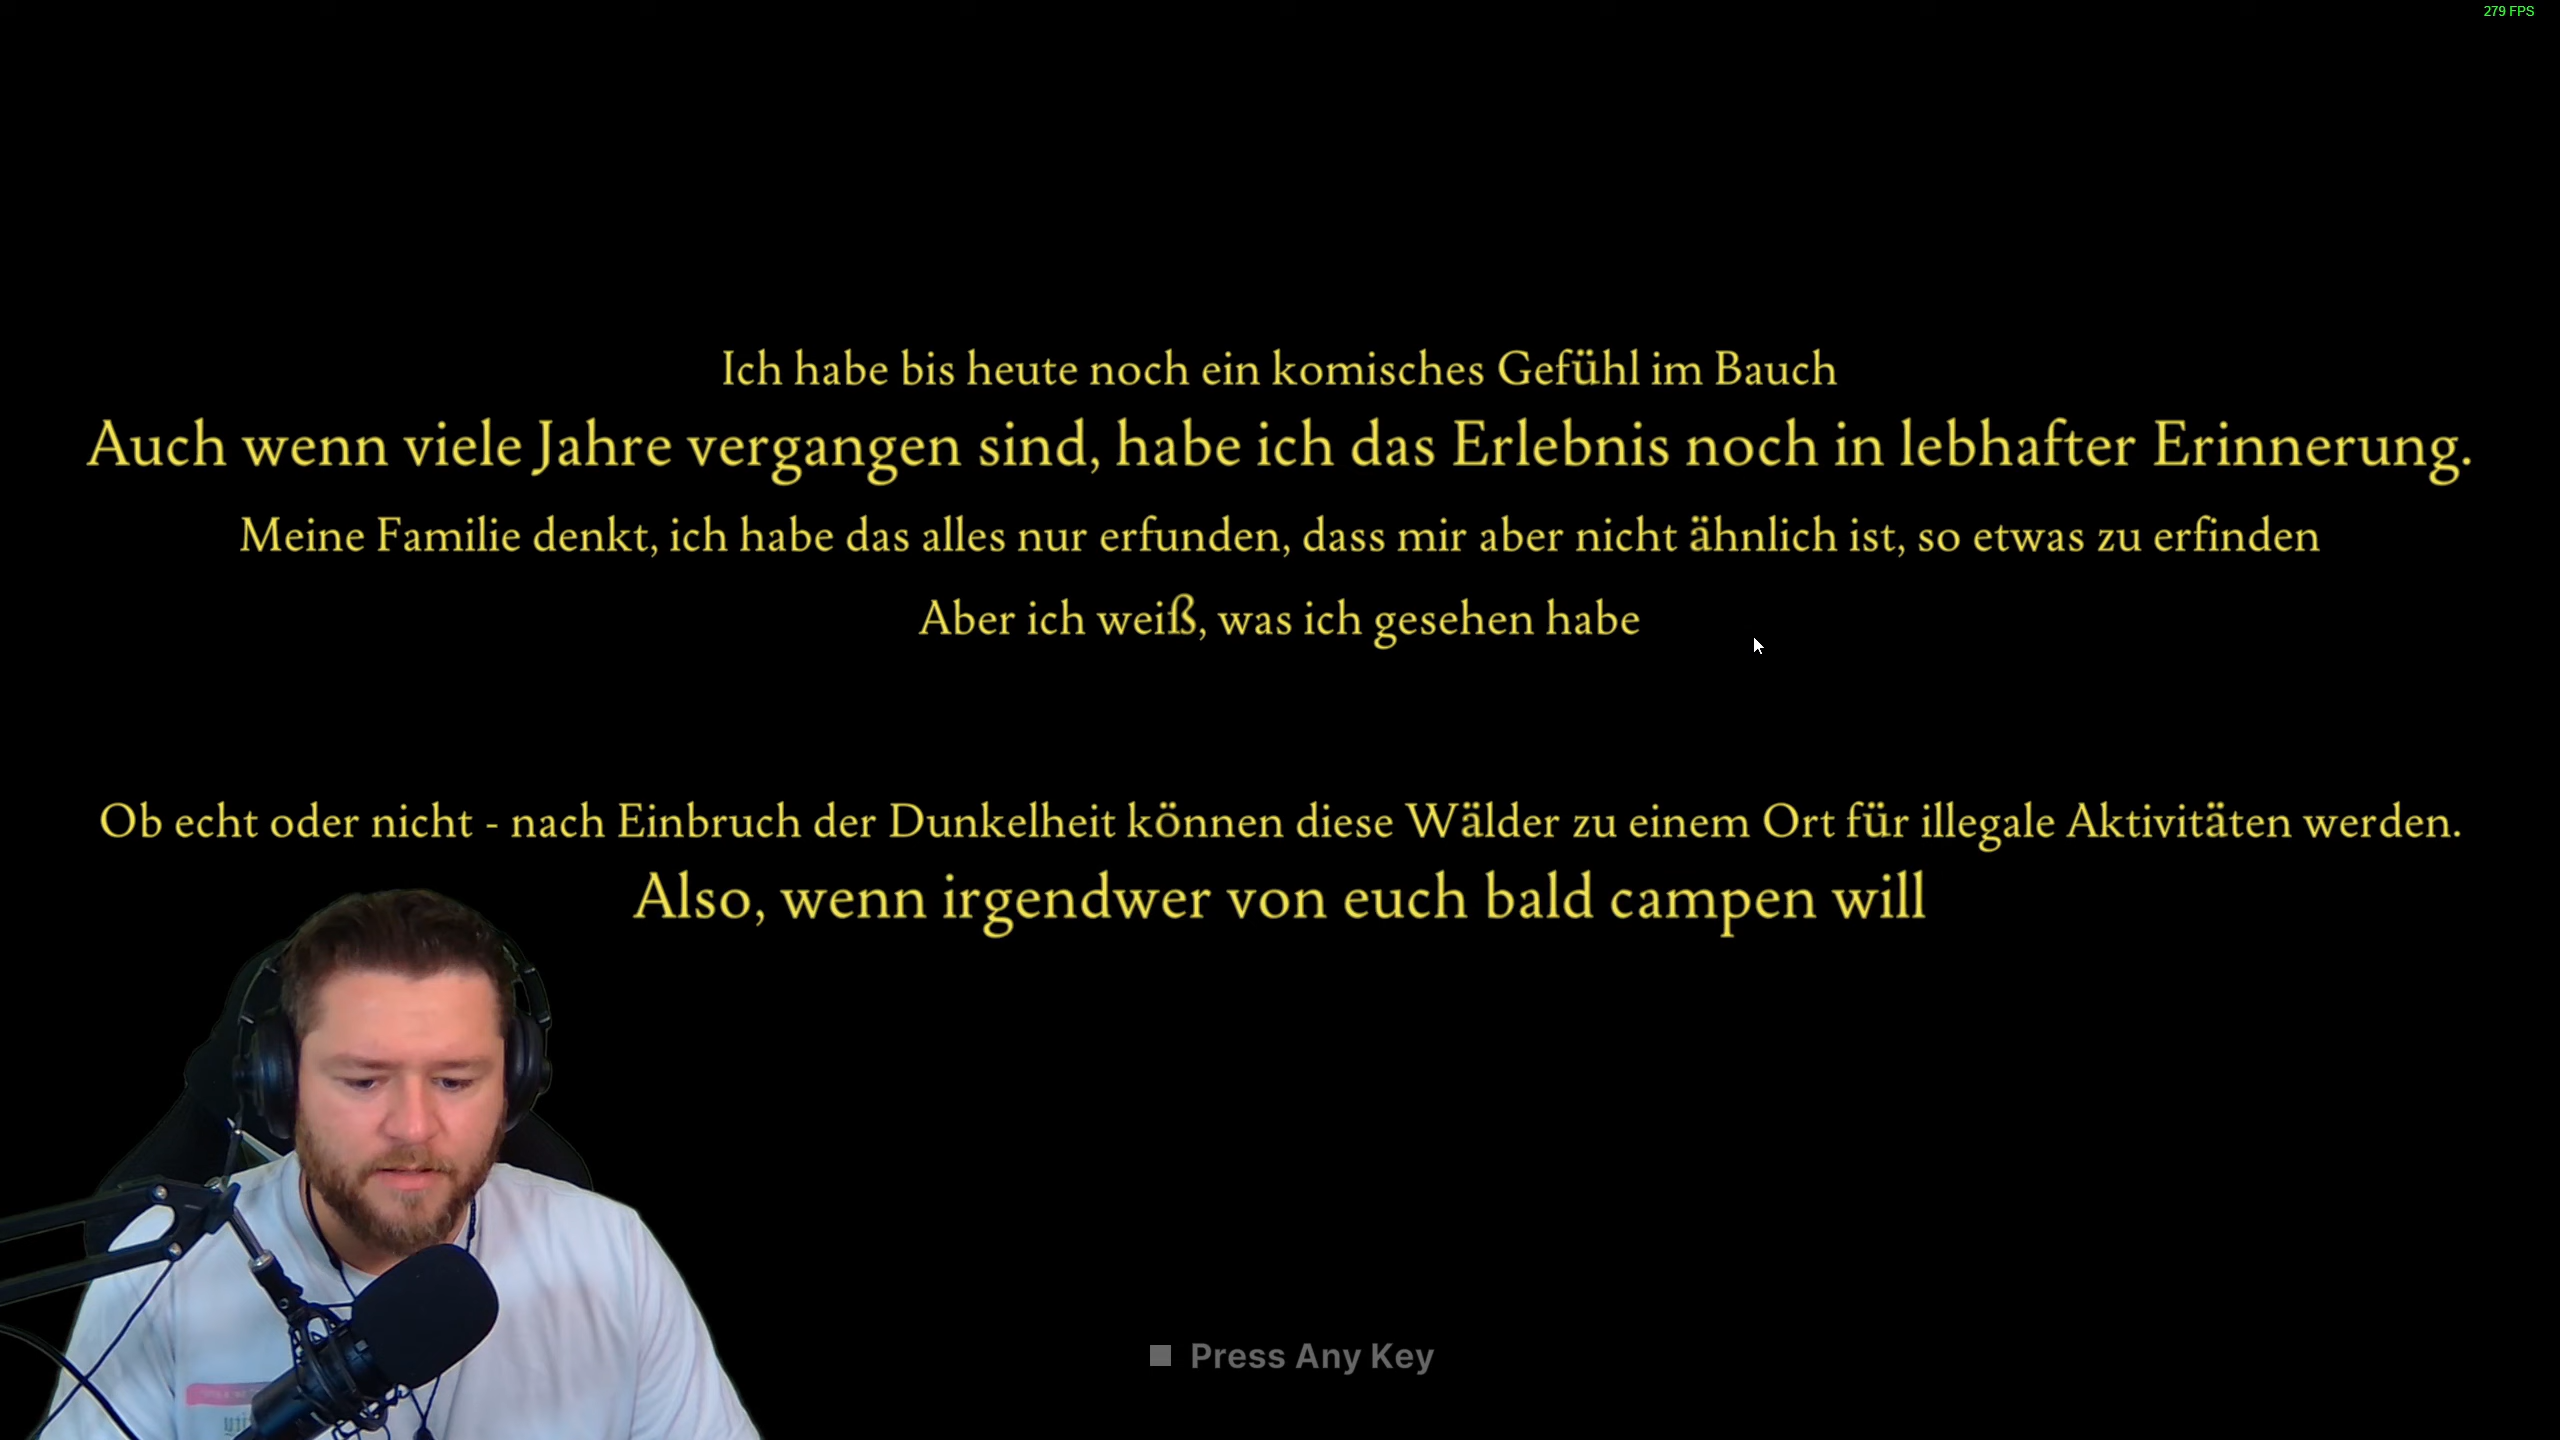 279 FPS
Ich habe bis heute noch ein komisches Gefühl im Bauch
Auch wenn viele Jahre vergangen sind, habe ich das Erlebnis noch in lebhafter Erinnerung.
Meine Familie denkt, ich habe das alles nur erfunden, dass mir aber nicht ähnlich ist, so etwas zu erfinden
Aber ich weiß, was ich gesehen habe
Ob echt oder nicht - nach Einbruch der Dunkelheit können diese Wälder zu einem Ort für illegale Aktivitäten werden.
Also, wenn irgendwer von euch bald campen will
Press Any Key